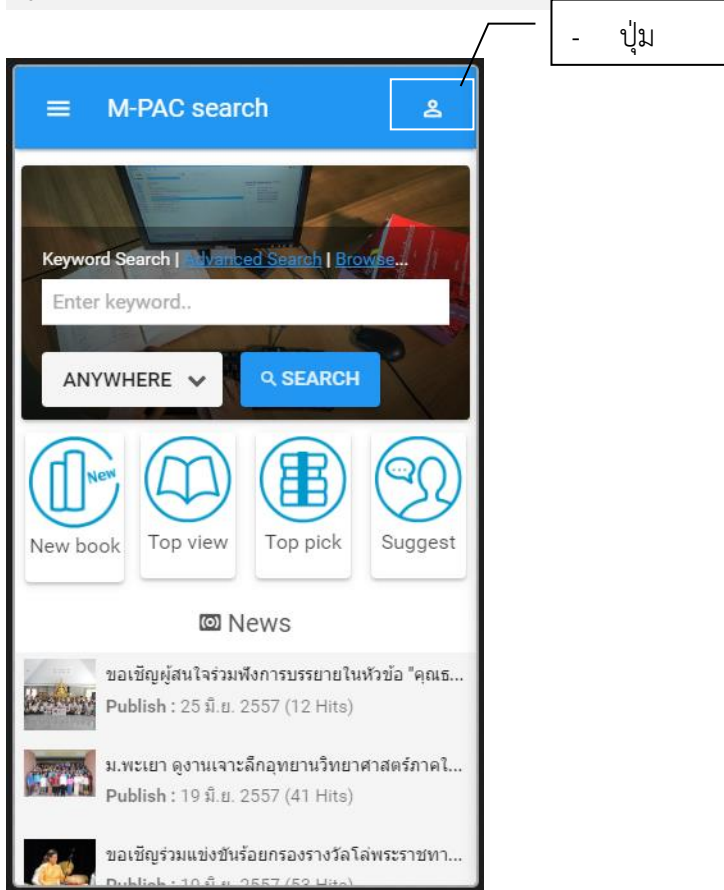 - ปุ่ม
M-PAC search
Keyword Search | Advanced Search | Browse...
Enter keyword..
ANYWHERE
SEARCH
New
New book
Top view
Top pick
Suggest
News
ขอเชิญผู้สนใจร่วมฟังการบรรยายในหัวข้อ "คุณธ...
Publish : 25 มิ.ย. 2557 (12 Hits)
ม.พะเยา ดูงานเจาะลึกอุทยานวิทยาศาสตร์ภาคใ...
Publish : 19 มิ.ย. 2557 (41 Hits)
ขอเชิญร่วมแข่งขันร้อยกรองรางวัลโล่พระราชทา...
Publish : 19 มิ.ย. 2557 (53 Hits)